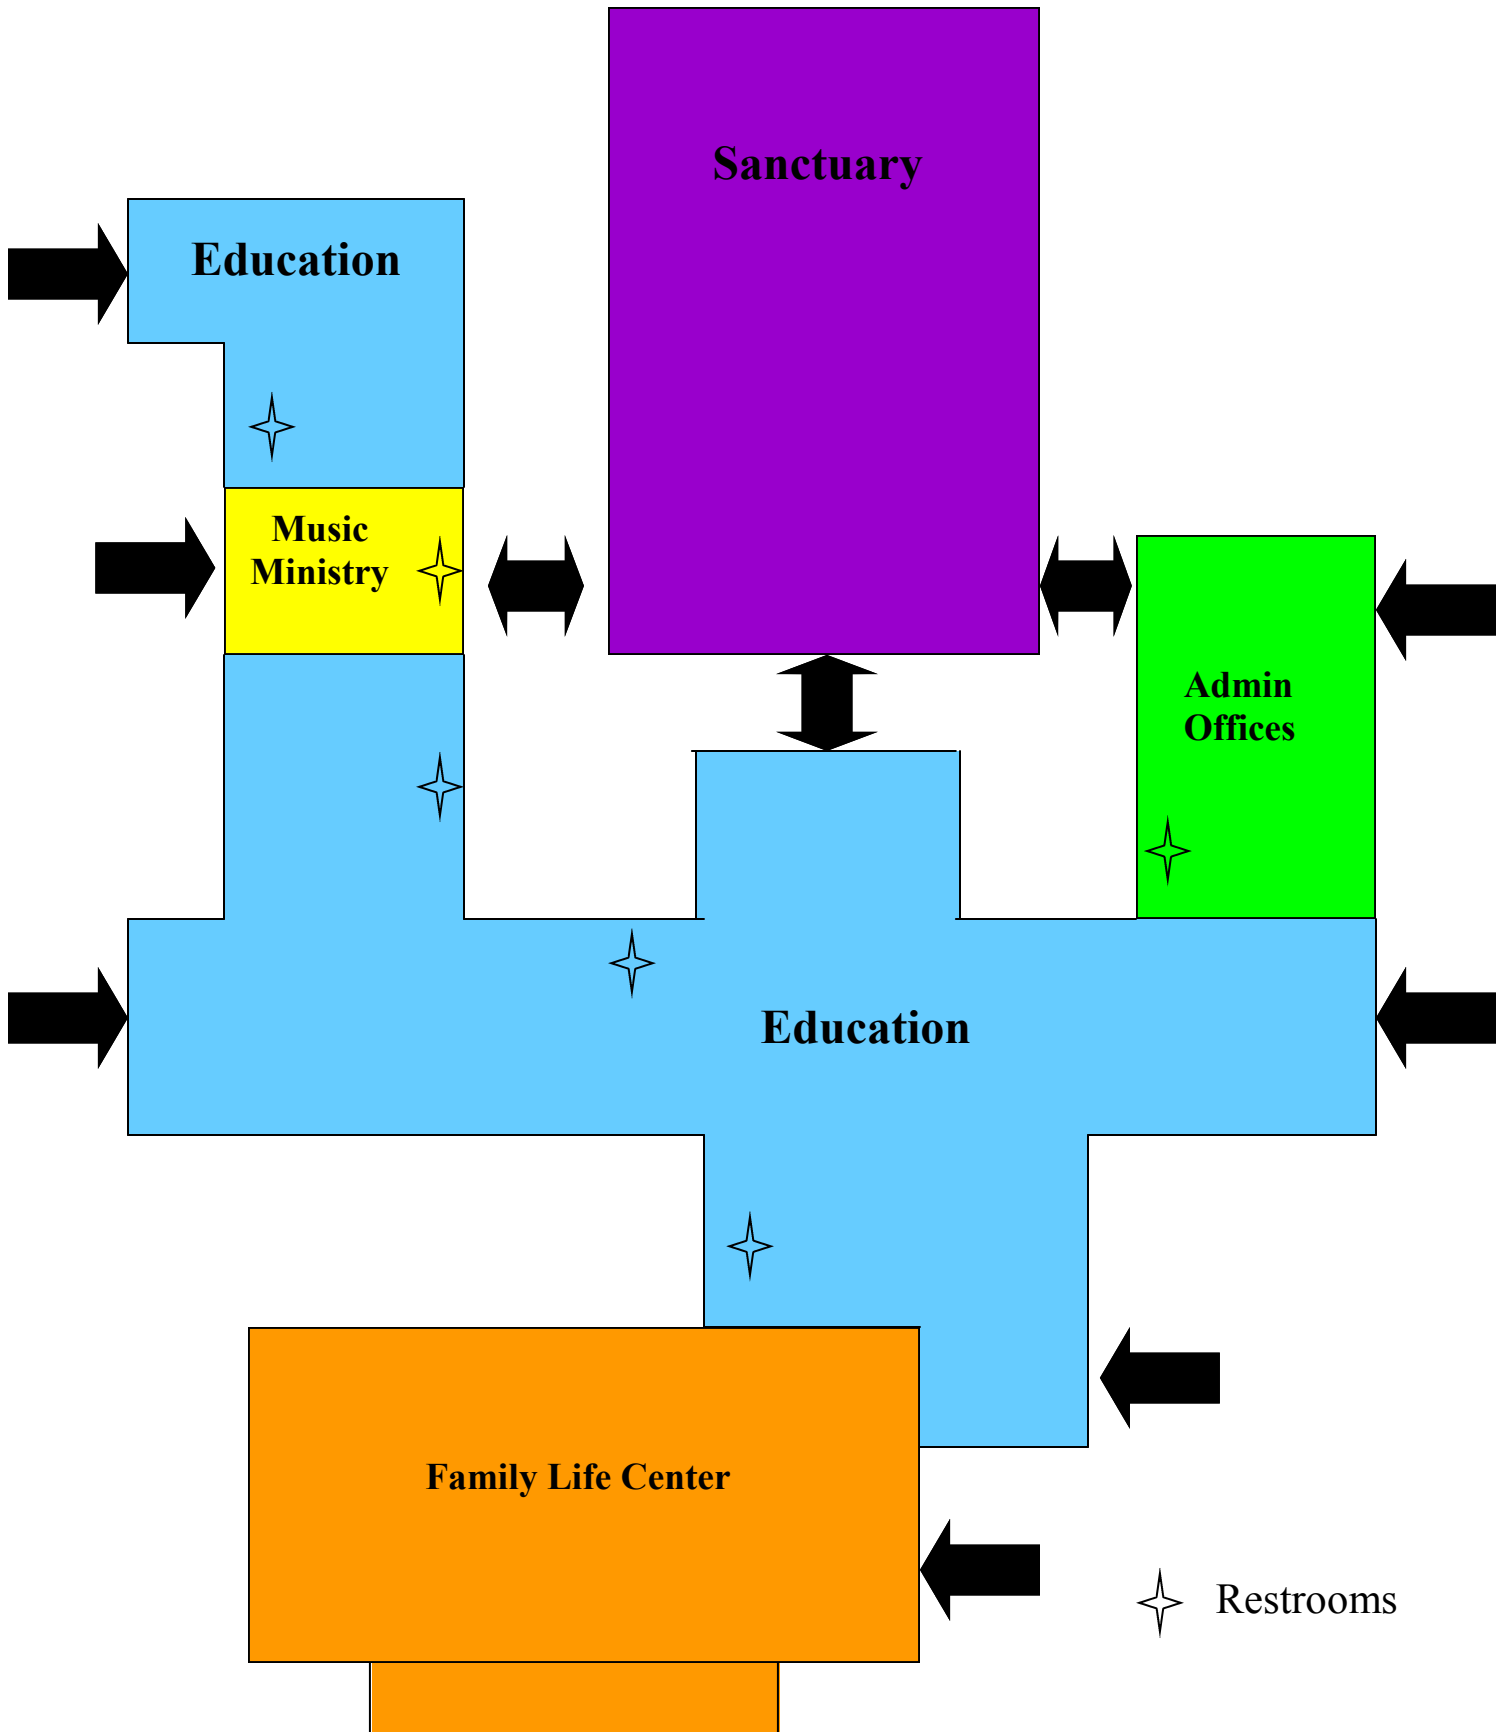 Sanctuary
Education
Music
Ministry
Admin
Offices
Education
Family Life Center
Restrooms